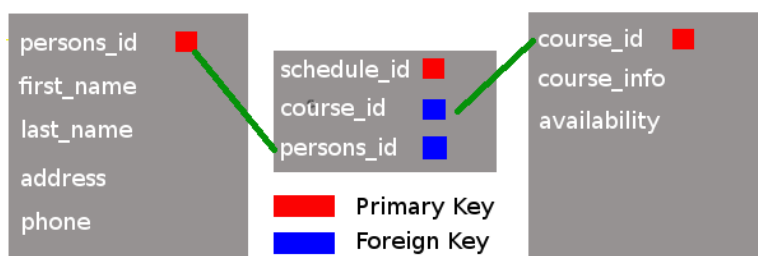 persons_id
first_name
last_name
address
phone
schedule_id
course_id
persons_id
Primary Key
Foreign Key
course_id
course_info
availability